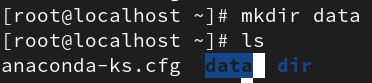 [root@localhost ~]# mkdir data
[root@localhost ~]# ls
anaconda-ks.cfg  data  dir